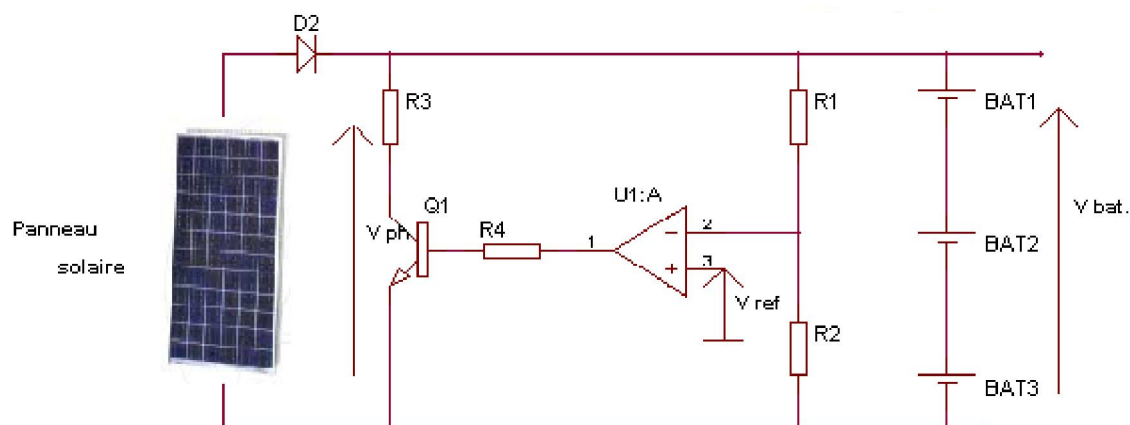 D2
R3
R1
BAT1
Panneau
solaire
V ph
Q1
R4
1
U1:A
2
3
V ref
R2
BAT2
V bat.
BAT3